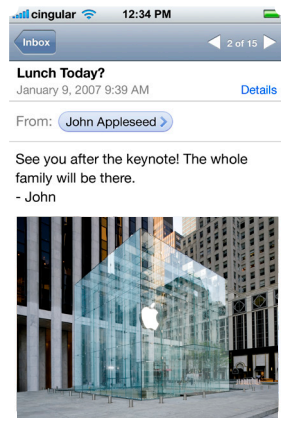 cingular 12:34 PM
Inbox 2 of 15
Lunch Today?
January 9, 2007 9:39 AM Details
From: John Appleseed
See you after the keynote! The whole
family will be there.
- John